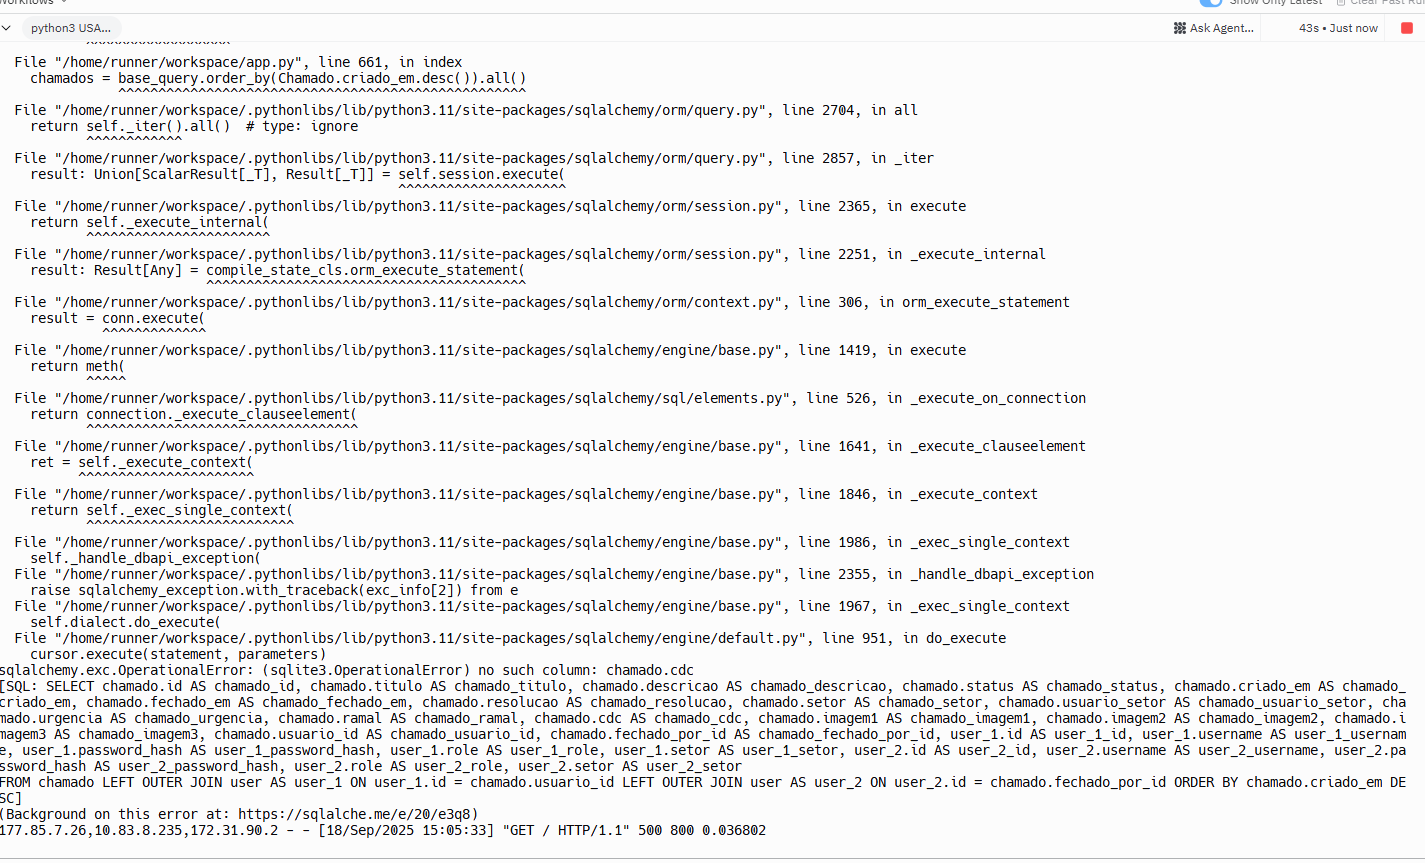 Workflows
Show Only Latest
Clear Past Run
python3 USA...
Ask Agent...
43s • Just now
^^^^^^^^^^^^^^^^^^
File "/home/runner/workspace/app.py", line 661, in index
chamados = base_query.order_by(Chamado.criado_em.desc()).all()
^^^^^^^^^^^^^^^^^^^^^^^^^^^^^^^^^^^^^^^^^^^^^^^^^^^
File "/home/runner/workspace/.pythonlibs/lib/python3.11/site-packages/sqlalchemy/orm/query.py", line 2704, in all
return self._iter().all()  # type: ignore
^^^^^^^^^^^^
File "/home/runner/workspace/.pythonlibs/lib/python3.11/site-packages/sqlalchemy/orm/query.py", line 2857, in _iter
result: Union[ScalarResult[_T], Result[_T]] = self.session.execute(
^^^^^^^^^^^^^^^^^^^^^
File "/home/runner/workspace/.pythonlibs/lib/python3.11/site-packages/sqlalchemy/orm/session.py", line 2365, in execute
return self._execute_internal(
^^^^^^^^^^^^^^^^^^^^^^^
File "/home/runner/workspace/.pythonlibs/lib/python3.11/site-packages/sqlalchemy/orm/session.py", line 2251, in _execute_internal
result: Result[Any] = compile_state_cls.orm_execute_statement(
^^^^^^^^^^^^^^^^^^^^^^^^^^^^^^^^^^^^^^^^
File "/home/runner/workspace/.pythonlibs/lib/python3.11/site-packages/sqlalchemy/orm/context.py", line 306, in orm_execute_statement
result = conn.execute(
^^^^^^^^^^^^^
File "/home/runner/workspace/.pythonlibs/lib/python3.11/site-packages/sqlalchemy/engine/base.py", line 1419, in execute
return meth(
^^^^^
File "/home/runner/workspace/.pythonlibs/lib/python3.11/site-packages/sqlalchemy/sql/elements.py", line 526, in _execute_on_connection
return connection._execute_clauseelement(
^^^^^^^^^^^^^^^^^^^^^^^^^^^^^^^^^^
File "/home/runner/workspace/.pythonlibs/lib/python3.11/site-packages/sqlalchemy/engine/base.py", line 1641, in _execute_clauseelement
ret = self._execute_context(
^^^^^^^^^^^^^^^^^^^^^^
File "/home/runner/workspace/.pythonlibs/lib/python3.11/site-packages/sqlalchemy/engine/base.py", line 1846, in _execute_context
return self._exec_single_context(
^^^^^^^^^^^^^^^^^^^^^^^^^^
File "/home/runner/workspace/.pythonlibs/lib/python3.11/site-packages/sqlalchemy/engine/base.py", line 1986, in _exec_single_context
self._handle_dbapi_exception(
File "/home/runner/workspace/.pythonlibs/lib/python3.11/site-packages/sqlalchemy/engine/base.py", line 2355, in _handle_dbapi_exception
raise sqlalchemy_exception.with_traceback(exc_info[2]) from e
File "/home/runner/workspace/.pythonlibs/lib/python3.11/site-packages/sqlalchemy/engine/base.py", line 1967, in _exec_single_context
self.dialect.do_execute(
File "/home/runner/workspace/.pythonlibs/lib/python3.11/site-packages/sqlalchemy/engine/default.py", line 951, in do_execute
cursor.execute(statement, parameters)
sqlalchemy.exc.OperationalError: (sqlite3.OperationalError) no such column: chamado.cdc
[SQL: SELECT chamado.id AS chamado_id, chamado.titulo AS chamado_titulo, chamado.descricao AS chamado_descricao, chamado.status AS chamado_status, chamado.criado_em AS chamado_
criado_em, chamado.fechado_em AS chamado_fechado_em, chamado.resolucao AS chamado_resolucao, chamado.setor AS chamado_setor, chamado.usuario_setor AS chamado_usuario_setor, cha
mado.urgencia AS chamado_urgencia, chamado.ramal AS chamado_ramal, chamado.cdc AS chamado_cdc, chamado.imagem1 AS chamado_imagem1, chamado.imagem2 AS chamado_imagem2, chamado.i
magem3 AS chamado_imagem3, chamado.usuario_id AS chamado_usuario_id, chamado.fechado_por_id AS chamado_fechado_por_id, user_1.id AS user_1_id, user_1.username AS user_1_usernam
e, user_1.password_hash AS user_1_password_hash, user_1.role AS user_1_role, user_1.setor AS user_1_setor, user_2.id AS user_2_id, user_2.username AS user_2_username, user_2.pa
ssword_hash AS user_2_password_hash, user_2.role AS user_2_role, user_2.setor AS user_2_setor
FROM chamado LEFT OUTER JOIN user AS user_1 ON user_1.id = chamado.usuario_id LEFT OUTER JOIN user AS user_2 ON user_2.id = chamado.fechado_por_id ORDER BY chamado.criado_em DE
SC]
(Background on this error at: https://sqlalche.me/e/20/e3q8)
177.85.7.26,10.83.8.235,172.31.90.2 - - [18/Sep/2025 15:05:33] "GET / HTTP/1.1" 500 800 0.036802